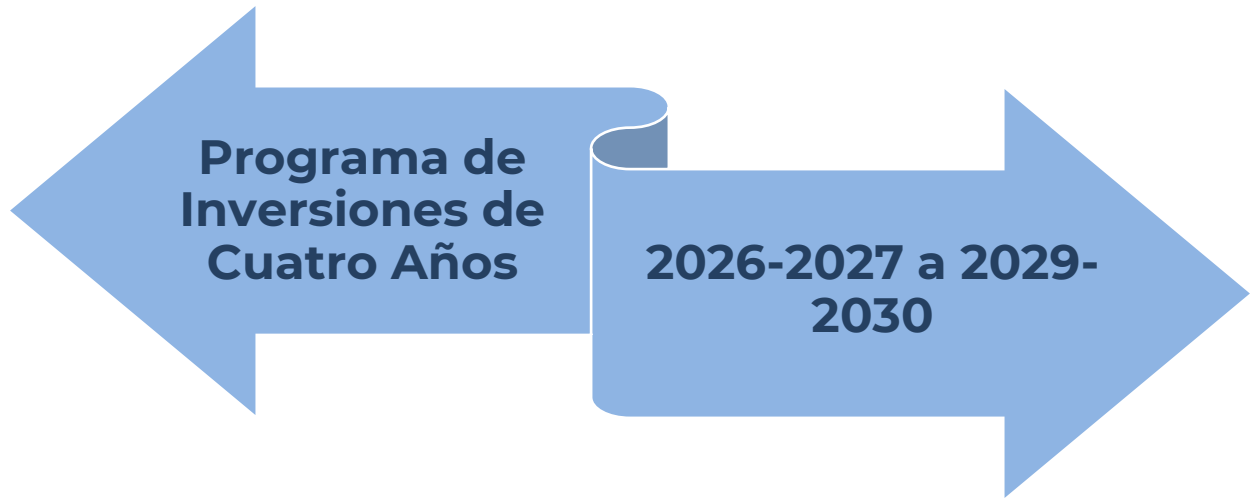 Programa de
Inversiones de
Cuatro Años
2026-2027 a 2029-
2030